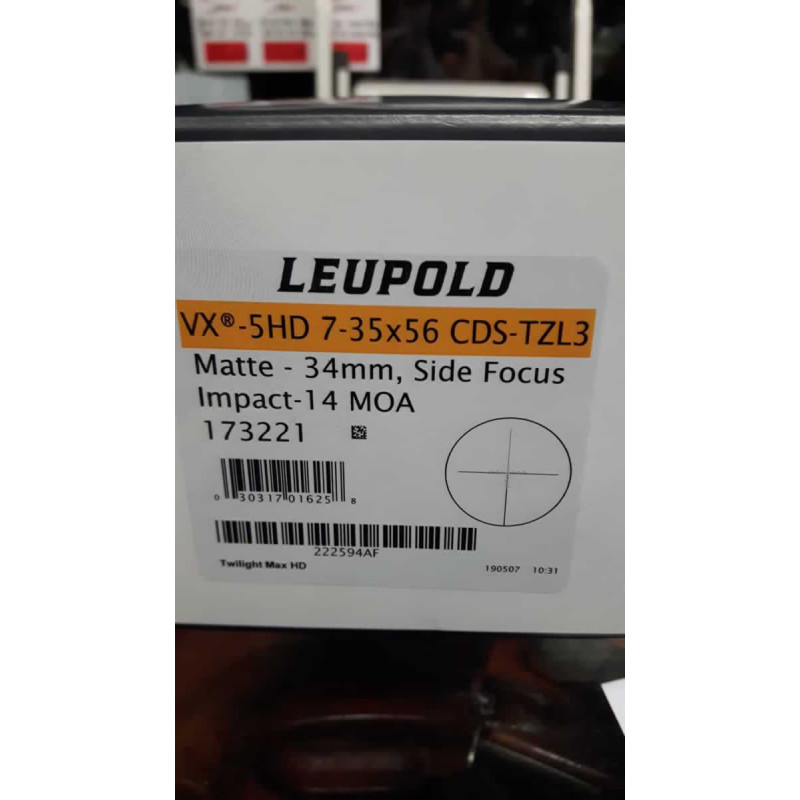 LEUPOLD
VX®-5HD 7-35x56 CDS-TZL3
Matte - 34mm, Side Focus
Impact-14 MOA
173221
0 30317 01625 8
222594AF
Twilight Max HD
190507 10:31